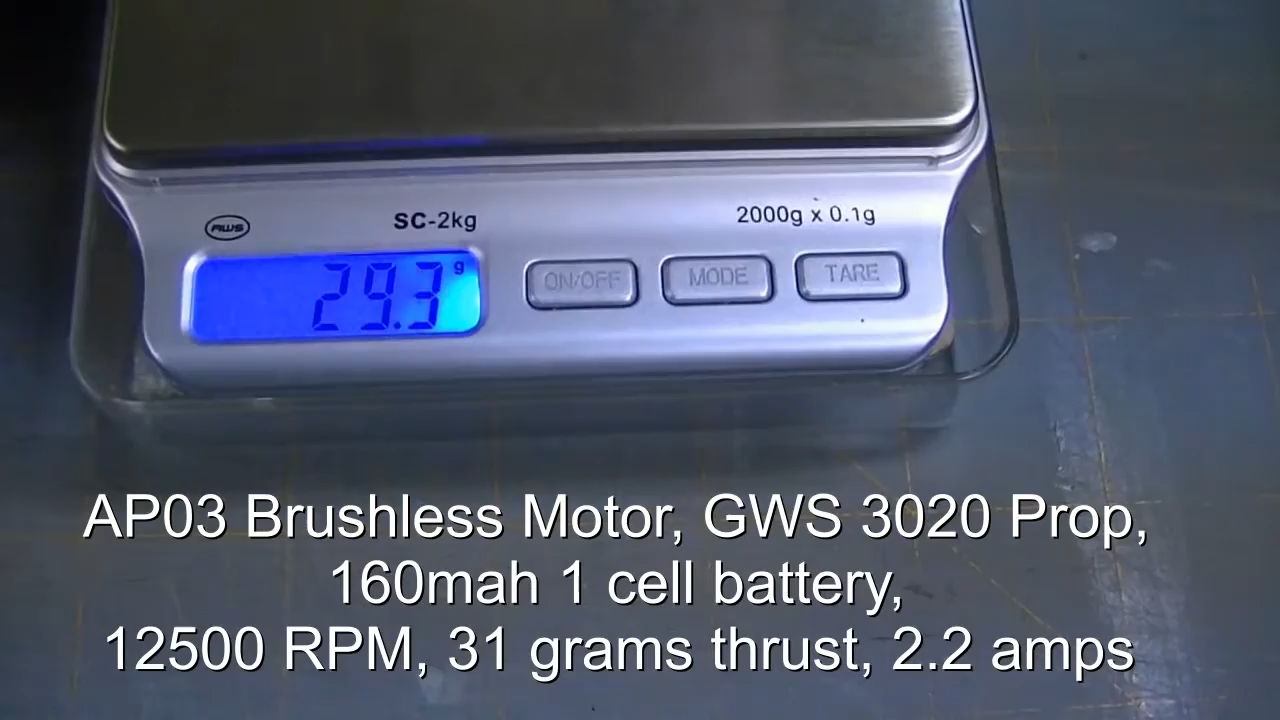 AWS
SC-2kg
2000g x 0.1g
29.3 g
ON/OFF
MODE
TARE
AP03 Brushless Motor, GWS 3020 Prop,
160mah 1 cell battery,
12500 RPM, 31 grams thrust, 2.2 amps